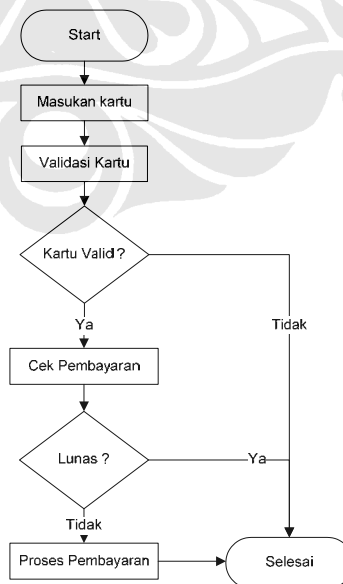 Start
Masukan kartu
Validasi Kartu
Kartu Valid ?
Ya
Tidak
Cek Pembayaran
Lunas ?
Ya
Tidak
Proses Pembayaran
Selesai